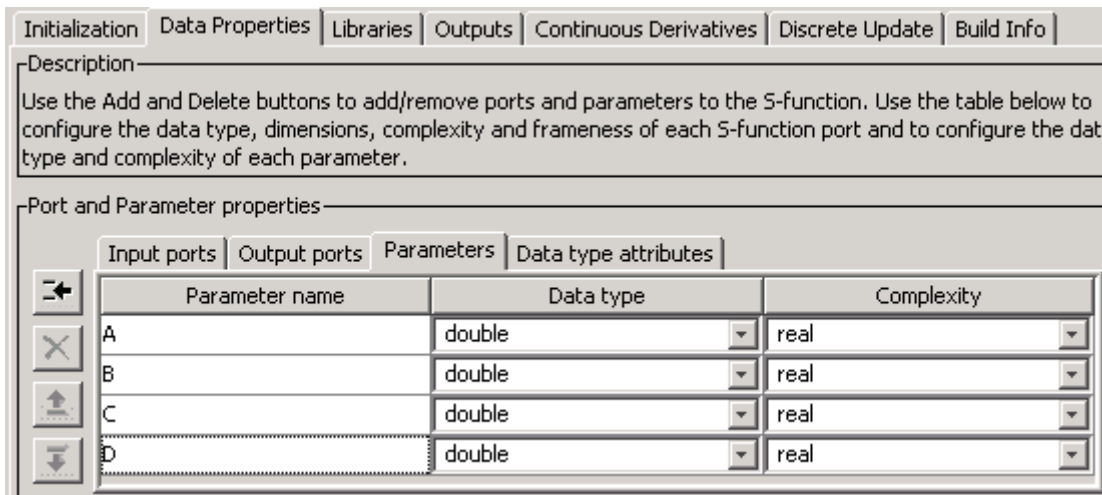 Initialization Data Properties Libraries Outputs Continuous Derivatives Discrete Update Build Info
Description
Use the Add and Delete buttons to add/remove ports and parameters to the S-function. Use the table below to
configure the data type, dimensions, complexity and frameness of each S-function port and to configure the dat
type and complexity of each parameter.
Port and Parameter properties
Input ports Output ports Parameters Data type attributes
Parameter name Data type Complexity
A double real
B double real
C double real
D double real